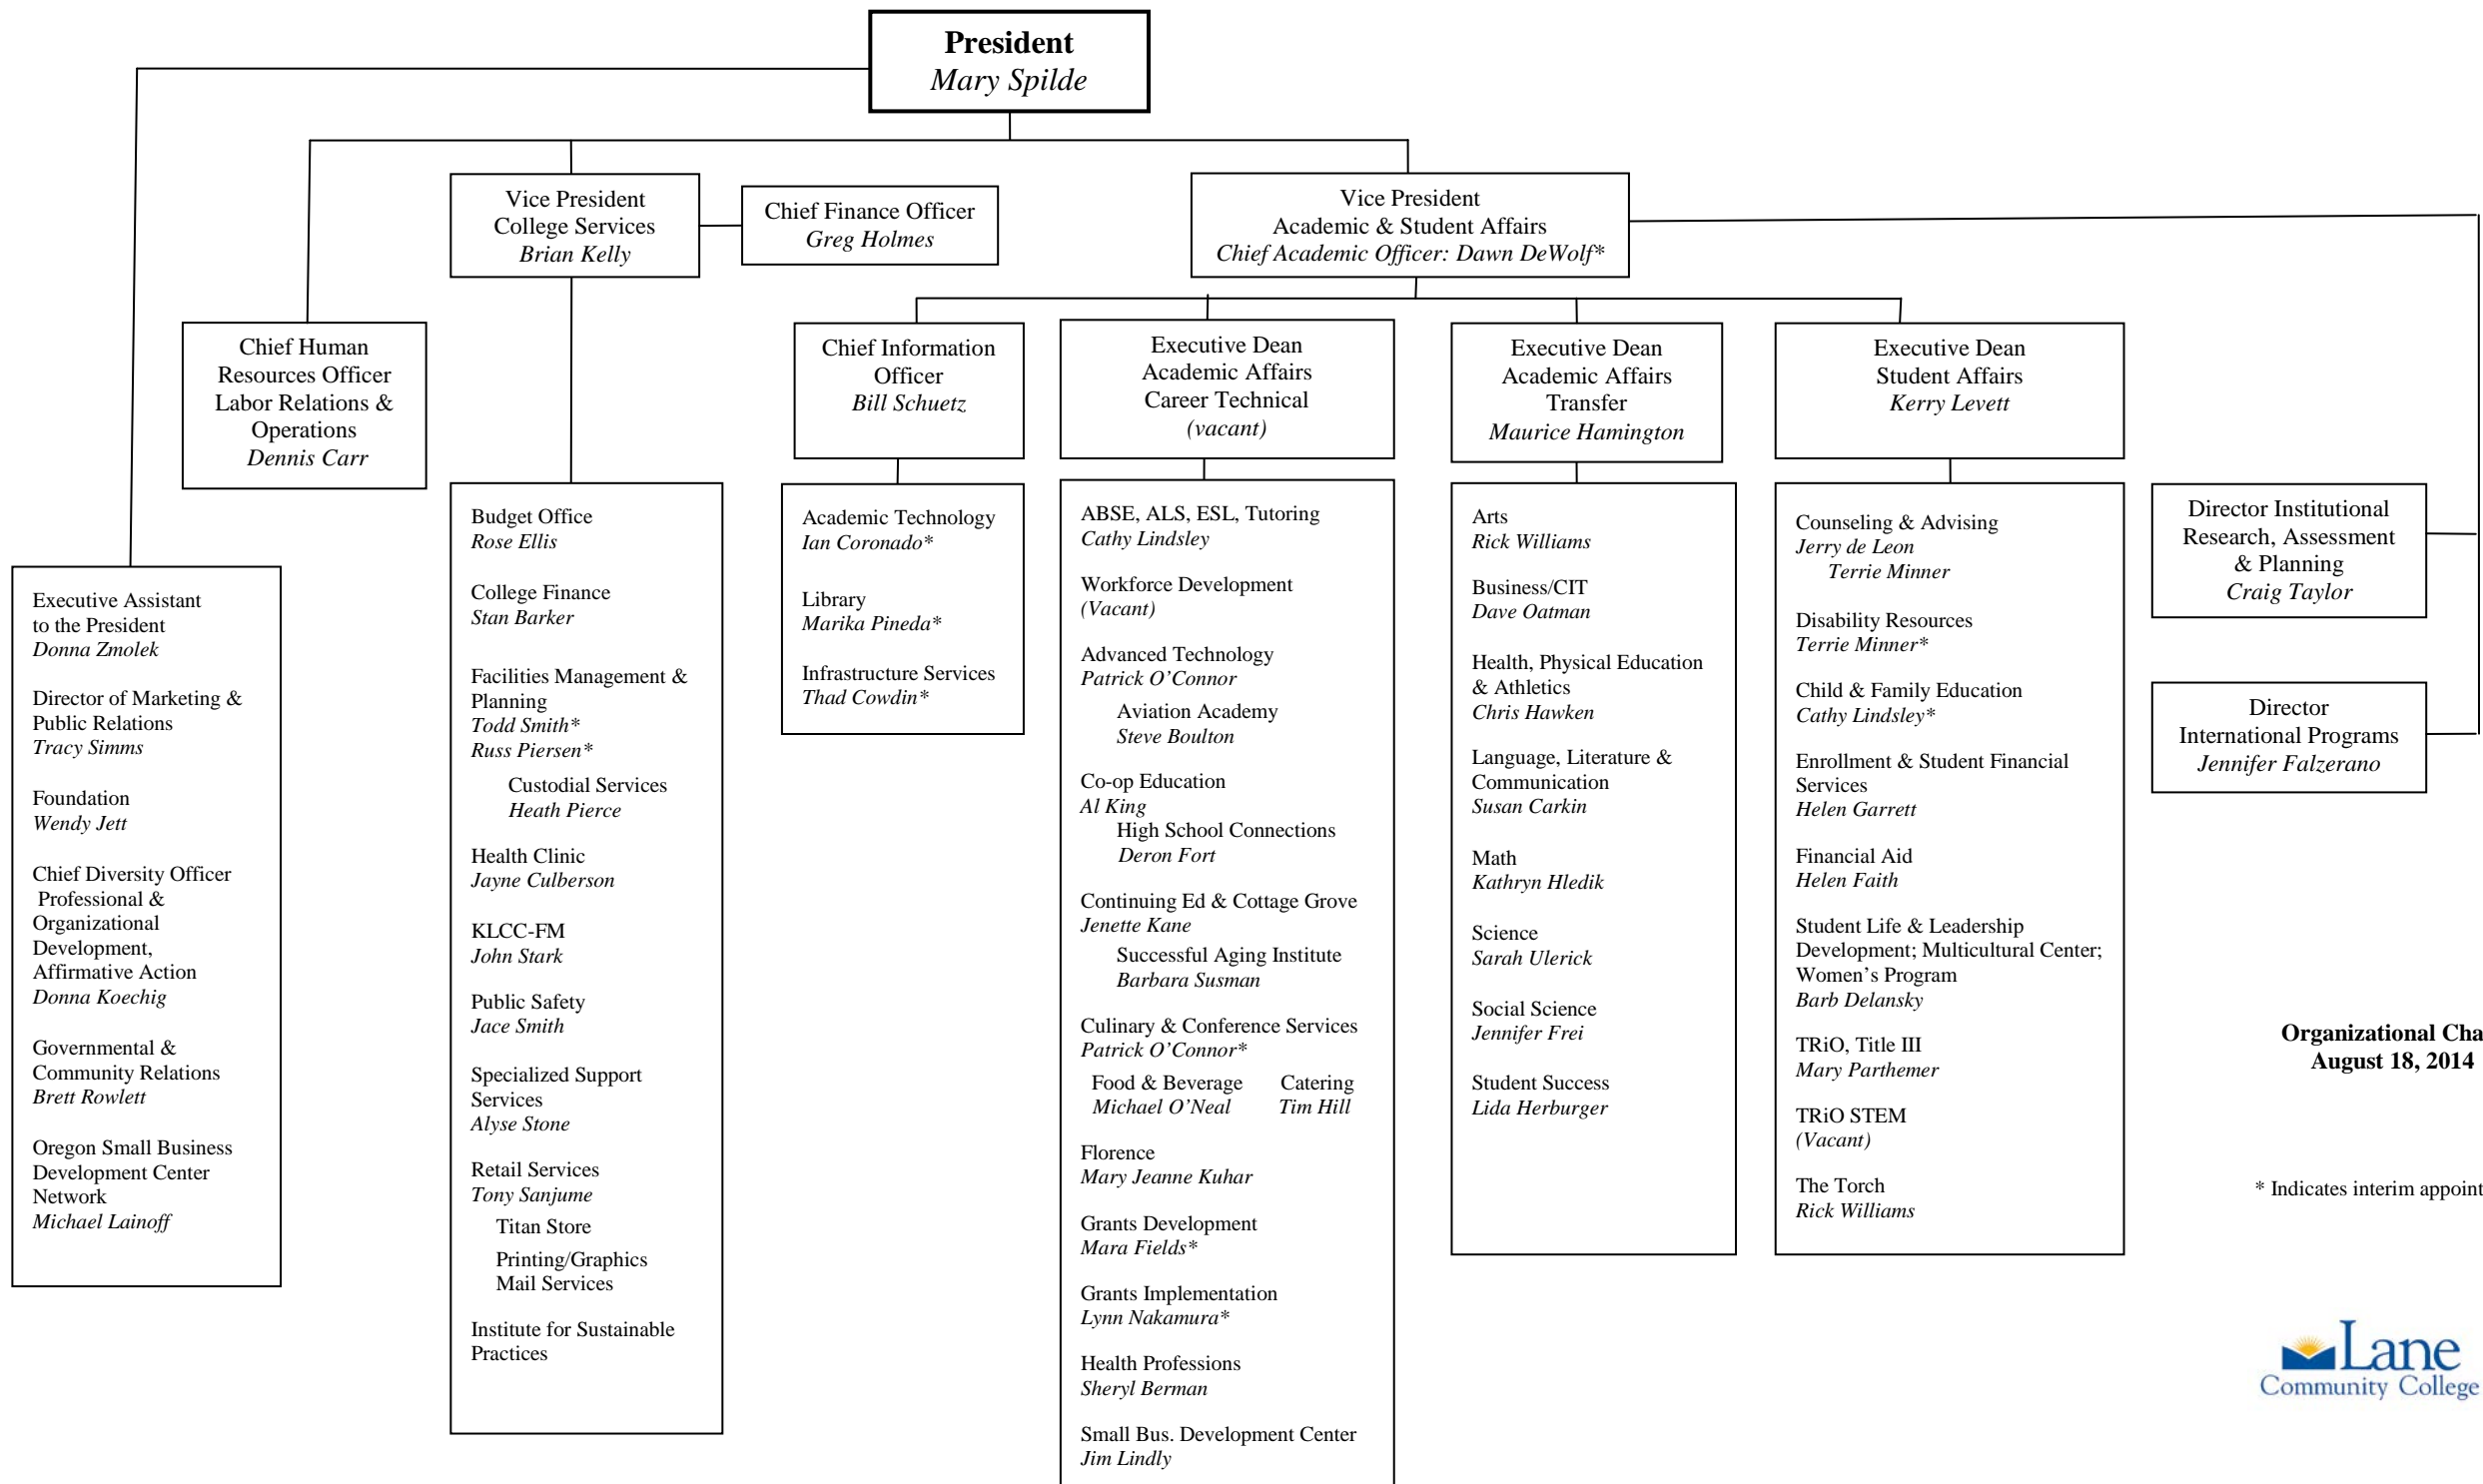 President
Mary Spilde
Vice President
College Services
Brian Kelly
Chief Finance Officer
Greg Holmes
Vice President
Academic & Student Affairs
Chief Academic Officer: Dawn DeWolf*
Chief Human
Resources Officer
Labor Relations &
Operations
Dennis Carr
Chief Information
Officer
Bill Schuetz
Executive Dean
Academic Affairs
Career Technical
(vacant)
Executive Dean
Academic Affairs
Transfer
Maurice Hamington
Executive Dean
Student Affairs
Kerry Levett
Executive Assistant
to the President
Donna Zmolek
Director of Marketing &
Public Relations
Tracy Simms
Foundation
Wendy Jett
Chief Diversity Officer
Professional &
Organizational
Development,
Affirmative Action
Donna Koechig
Governmental &
Community Relations
Brett Rowlett
Oregon Small Business
Development Center
Network
Michael Lainoff
Budget Office
Rose Ellis
College Finance
Stan Barker
Facilities Management &
Planning
Todd Smith*
Russ Piersen*
Custodial Services
Heath Pierce
Health Clinic
Jayne Culberson
KLCC-FM
John Stark
Public Safety
Jace Smith
Specialized Support
Services
Alyse Stone
Retail Services
Tony Sanjume
Titan Store
Printing/Graphics
Mail Services
Institute for Sustainable
Practices
Academic Technology
Ian Coronado*
Library
Marika Pineda*
Infrastructure Services
Thad Cowdin*
ABSE, ALS, ESL, Tutoring
Cathy Lindsley
Workforce Development
(Vacant)
Advanced Technology
Patrick O’Connor
Aviation Academy
Steve Boulton
Co-op Education
Al King
High School Connections
Deron Fort
Continuing Ed & Cottage Grove
Jenette Kane
Successful Aging Institute
Barbara Susman
Culinary & Conference Services
Patrick O’Connor*
Food & Beverage Catering
Michael O’Neal Tim Hill
Florence
Mary Jeanne Kuhar
Grants Development
Mara Fields*
Grants Implementation
Lynn Nakamura*
Health Professions
Sheryl Berman
Small Bus. Development Center
Jim Lindly
Arts
Rick Williams
Business/CIT
Dave Oatman
Health, Physical Education
& Athletics
Chris Hawken
Language, Literature &
Communication
Susan Carkin
Math
Kathryn Hledik
Science
Sarah Ulerick
Social Science
Jennifer Frei
Student Success
Lida Herburger
Counseling & Advising
Jerry de Leon
Terrie Minner
Disability Resources
Terrie Minner*
Child & Family Education
Cathy Lindsley*
Enrollment & Student Financial
Services
Helen Garrett
Financial Aid
Helen Faith
Student Life & Leadership
Development; Multicultural Center;
Women’s Program
Barb Delansky
TRiO, Title III
Mary Parthemer
TRiO STEM
(Vacant)
The Torch
Rick Williams
Director Institutional
Research, Assessment
& Planning
Craig Taylor
Director
International Programs
Jennifer Falzerano
Organizational Cha
August 18, 2014
* Indicates interim appoint
Lane
Community College